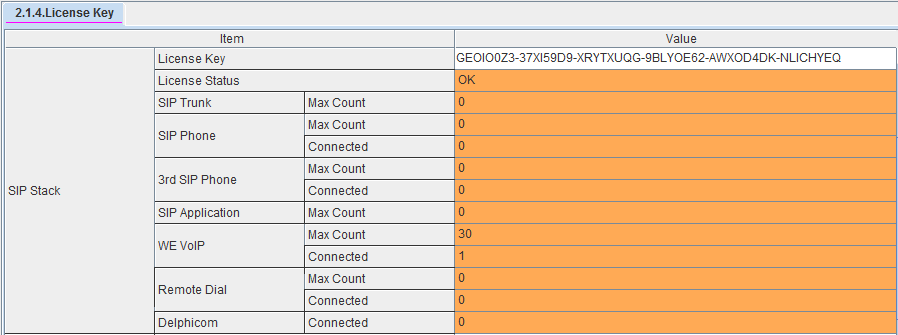 2.1.4.License Key
Item Value
SIP Stack
License Key GEOIO0Z3-37XI59D9-XRYTXUQG-9BLYOE62-AWXOD4DK-NLICHYEQ
License Status OK
SIP Trunk Max Count 0
SIP Phone Max Count 0
Connected 0
3rd SIP Phone Max Count 0
Connected 0
SIP Application Max Count 0
WE VoIP Max Count 30
Connected 1
Remote Dial Max Count 0
Connected 0
Delphicom Connected 0